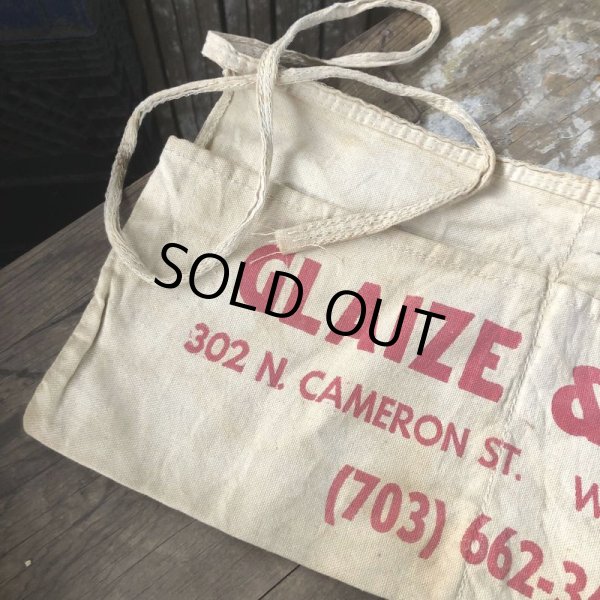 SOLD OUT
GLAIZE &
302 N. CAMERON ST. W
(703) 662-3